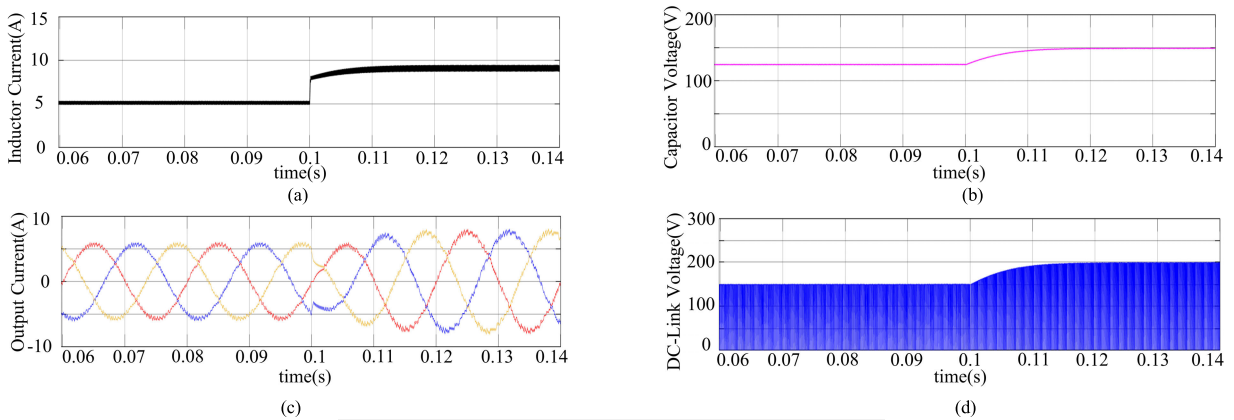 Inductor Current(A)
15
10
5
0
0.06 0.07 0.08 0.09 0.1 0.11 0.12 0.13 0.14
time(s)
(a)
Capacitor Voltage(V)
200
100
0
0.06 0.07 0.08 0.09 0.1 0.11 0.12 0.13 0.14
time(s)
(b)
Output Current(A)
10
0
-10
0.06 0.07 0.08 0.09 0.1 0.11 0.12 0.13 0.14
time(s)
(c)
DC-Link Voltage(V)
300
200
100
0
0.06 0.07 0.08 0.09 0.1 0.11 0.12 0.13 0.14
time(s)
(d)